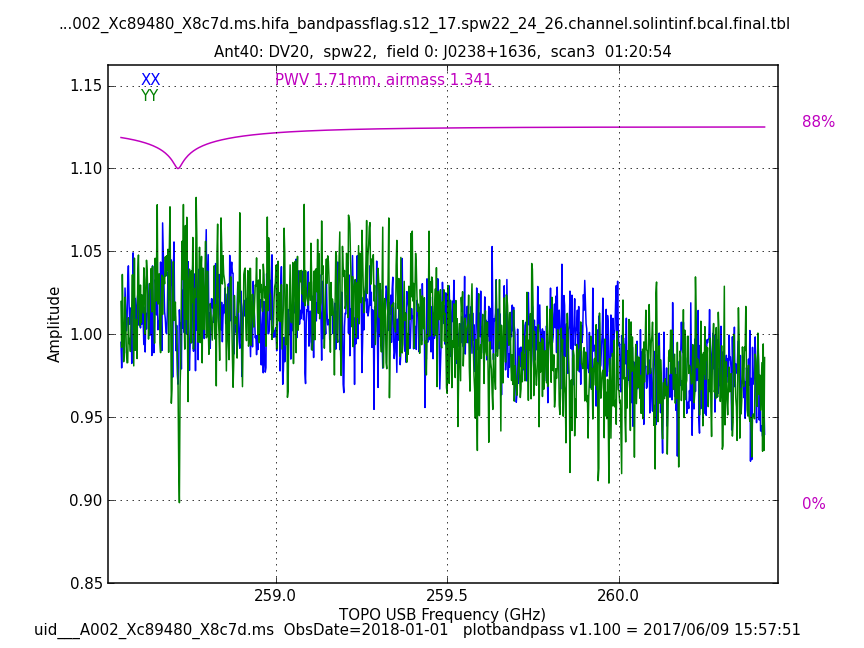 ...002_Xc89480_X8c7d.ms.hifa_bandpassflag.s12_17.spw22_24_26.channel.solintinf.bcal.final.tbl
Ant40: DV20,  spw22,  field 0: J0238+1636,  scan3  01:20:54
XX
PWV 1.71mm, airmass 1.341
YY
1.15
1.10
1.05
1.00
0.95
0.90
0.85
Amplitude
88%
0%
259.0
259.5
260.0
TOPO USB Frequency (GHz)
uid___A002_Xc89480_X8c7d.ms  ObsDate=2018-01-01   plotbandpass v1.100 = 2017/06/09 15:57:51